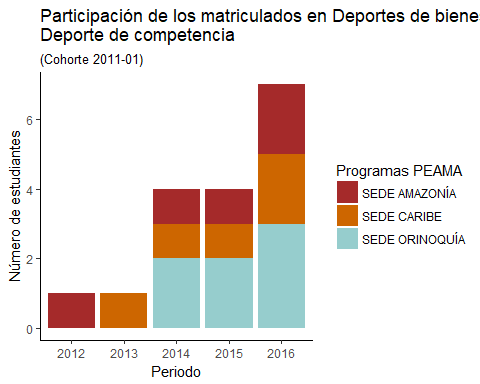 Participación de los matriculados en Deportes de biene
Deporte de competencia
(Cohorte 2011-01)
Número de estudiantes
6
4
2
0
2012
2013
2014
2015
2016
Periodo
Programas PEAMA
SEDE AMAZONÍA
SEDE CARIBE
SEDE ORINOQUÍA